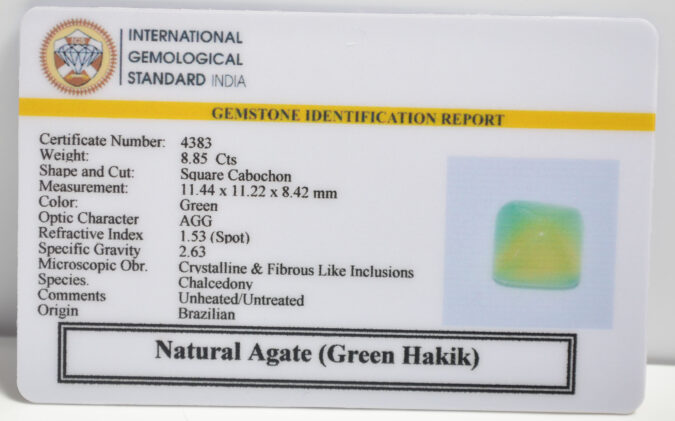 IGS
INTERNATIONAL
GEMOLOGICAL
STANDARD INDIA
GEMSTONE IDENTIFICATION REPORT
Certificate Number: 4383
Weight: 8.85 Cts
Shape and Cut: Square Cabochon
Measurement: 11.44 x 11.22 x 8.42 mm
Color: Green
Optic Character AGG
Refractive Index 1.53 (Spot)
Specific Gravity 2.63
Microscopic Obr. Crystalline & Fibrous Like Inclusions
Species. Chalcedony
Comments Unheated/Untreated
Origin Brazilian
Natural Agate (Green Hakik)